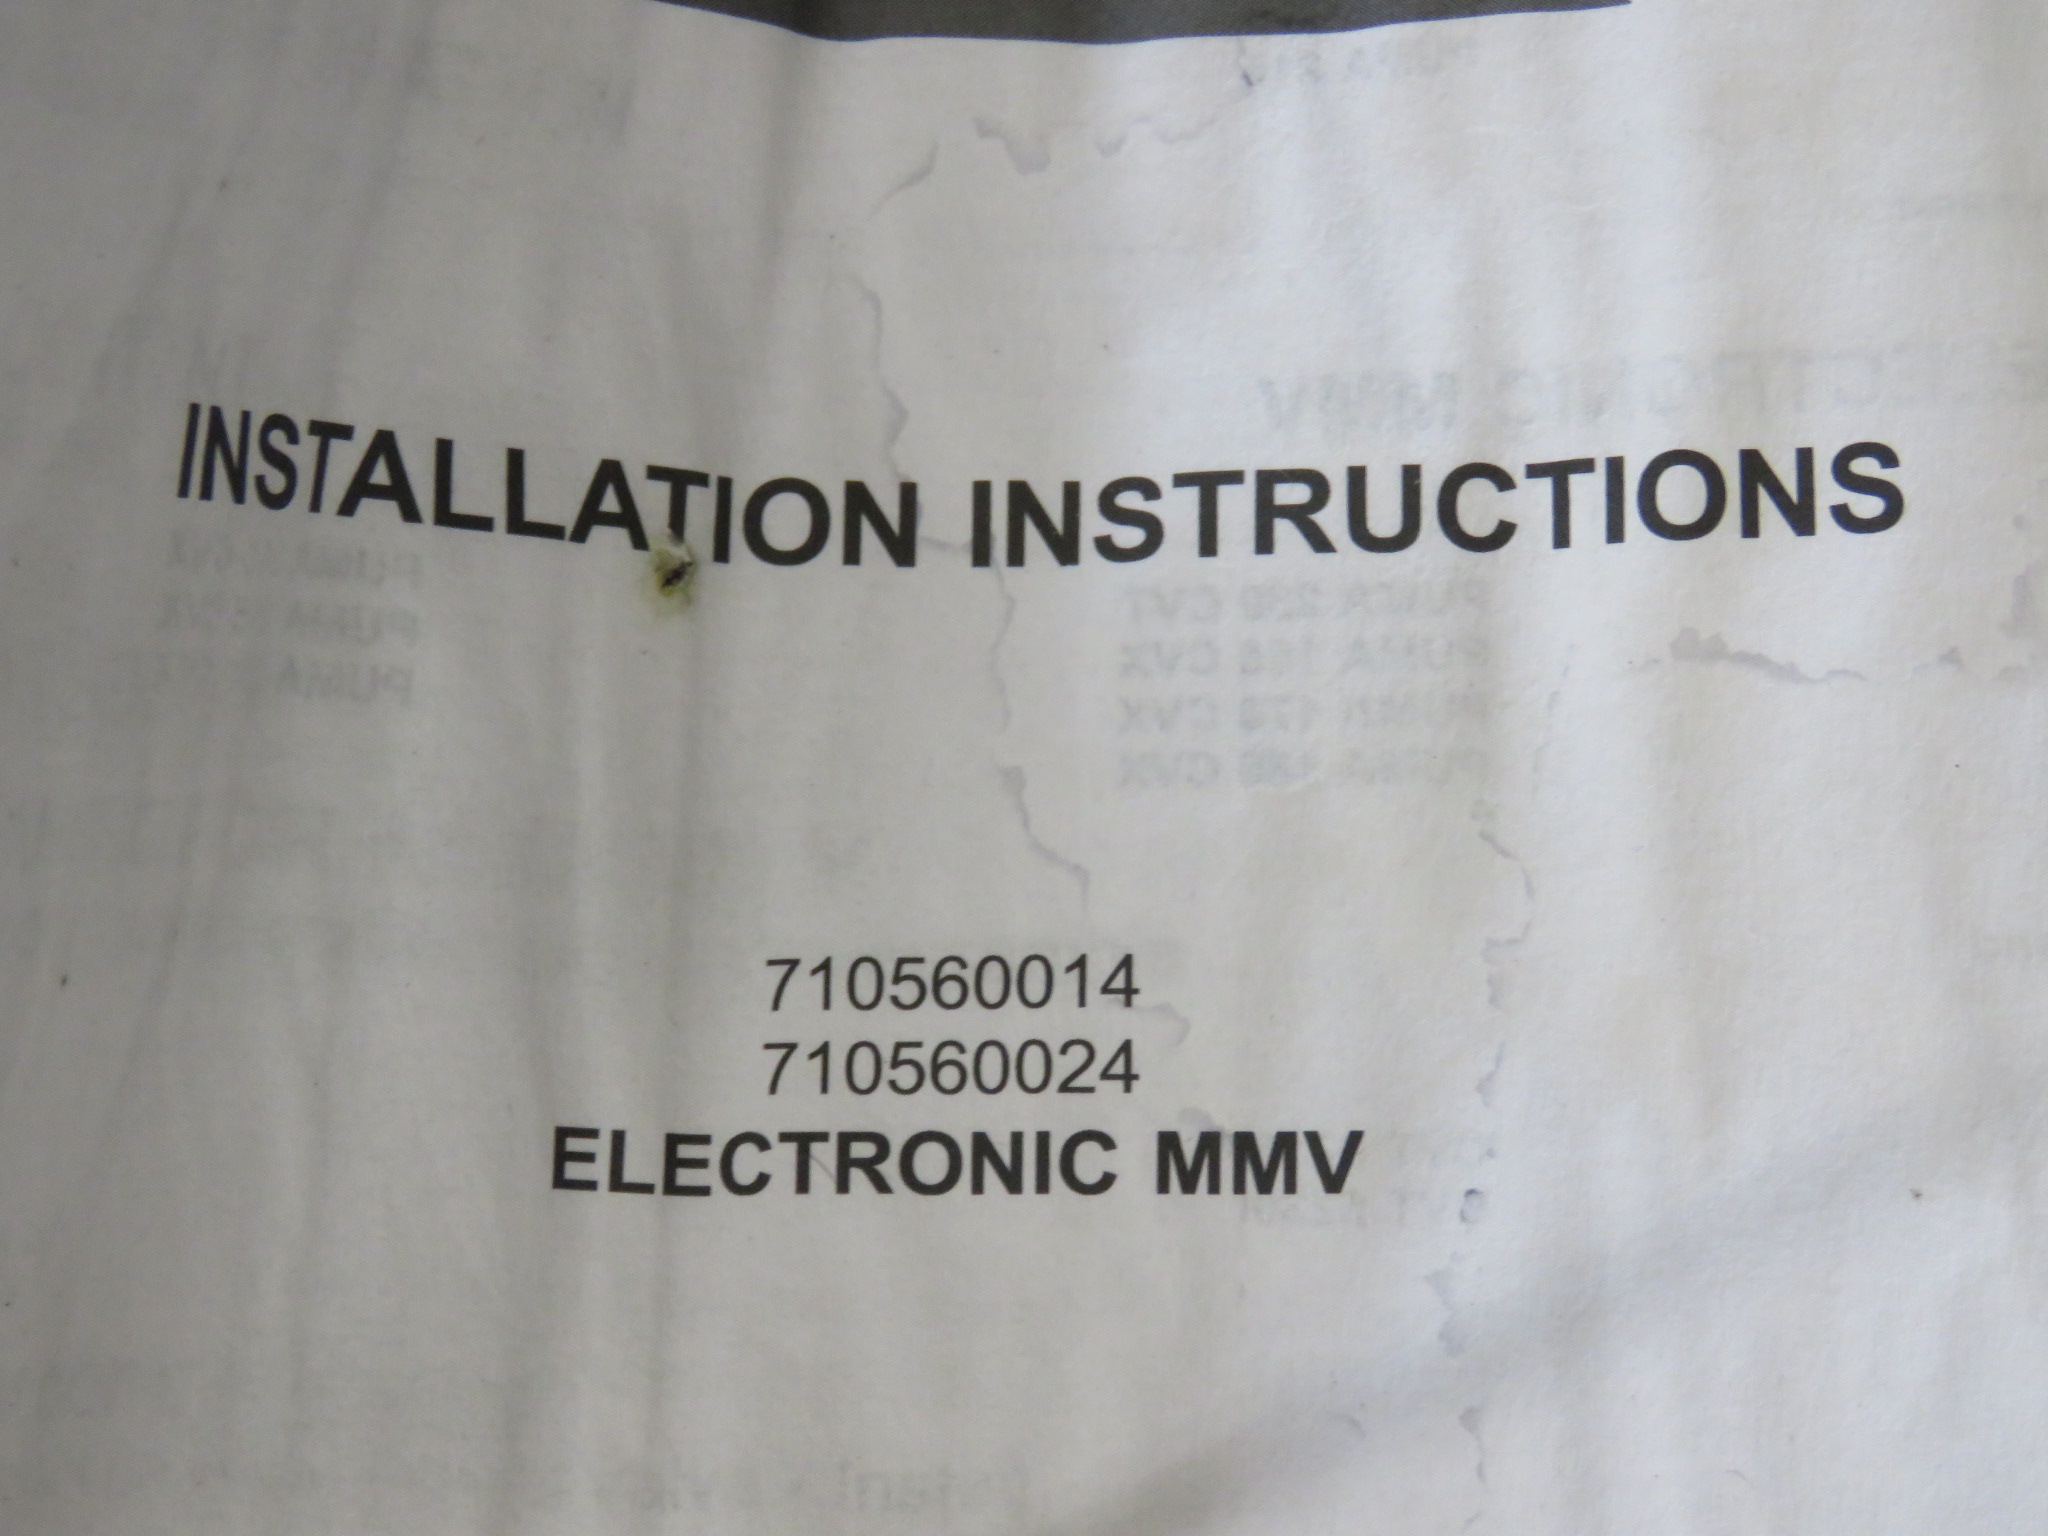 INSTALLATION INSTRUCTIONS
710560014
710560024
ELECTRONIC MMV